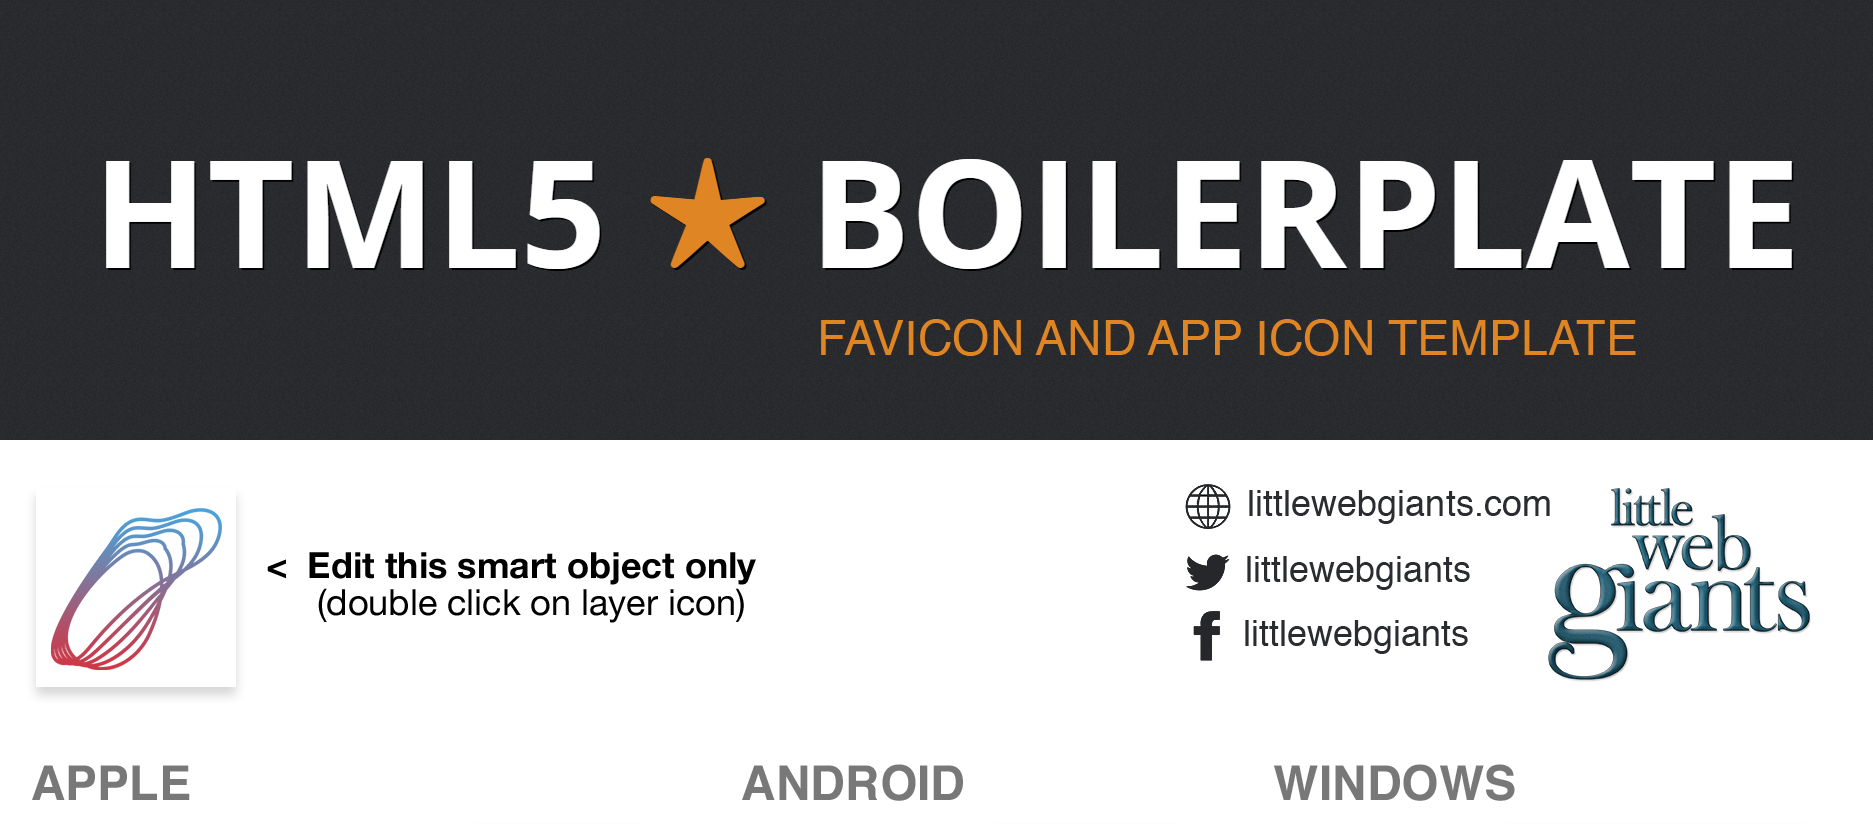 HTML5 ★ BOILERPLATE
FAVICON AND APP ICON TEMPLATE
< Edit this smart object only
(double click on layer icon)
littlewebgiants.com
littlewebgiants
littlewebgiants
little
web
giants
APPLE
ANDROID
WINDOWS